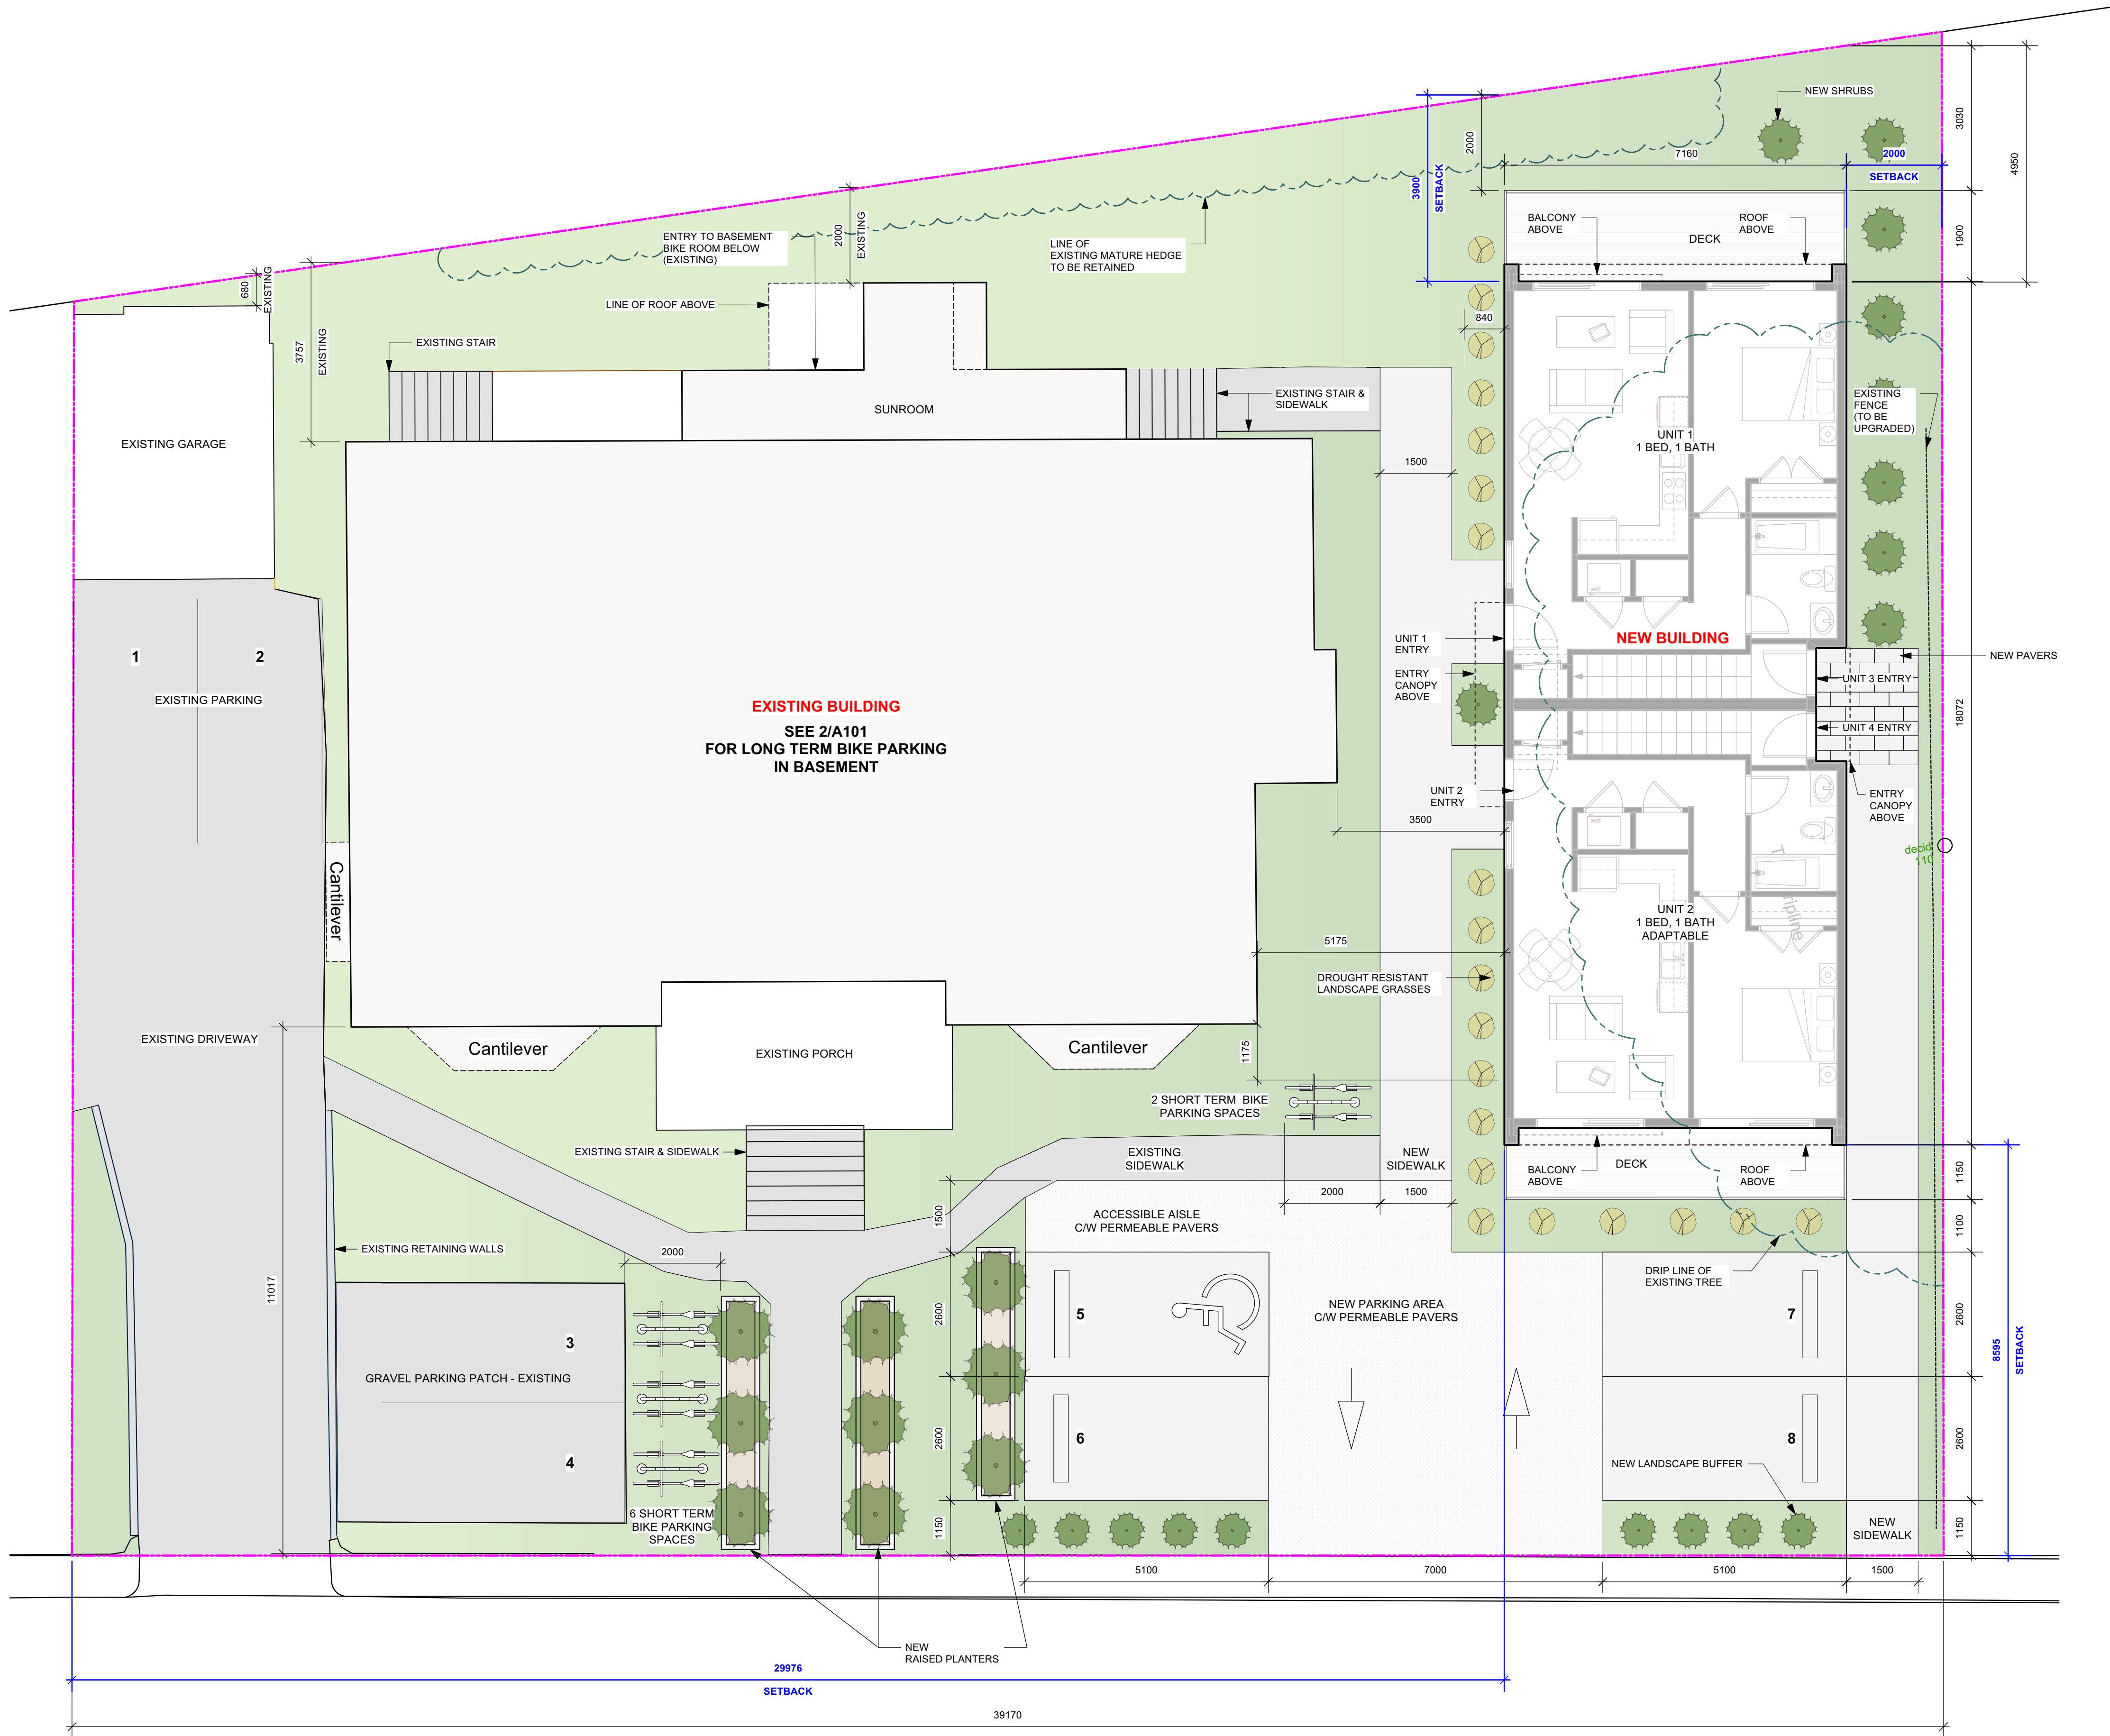 NEW SHRUBS
3030
4950
2000
7160
2000
SETBACK
3900
SETBACK
1900
2000
EXISTING
ENTRY TO BASEMENT
BIKE ROOM BELOW
(EXISTING)
LINE OF
EXISTING MATURE HEDGE
TO BE RETAINED
BALCONY
ABOVE
DECK
ROOF
ABOVE
680
EXISTING
LINE OF ROOF ABOVE
840
3757
EXISTING
EXISTING STAIR
EXISTING STAIR &
SIDEWALK
SUNROOM
EXISTING GARAGE
EXISTING
FENCE
(TO BE
UPGRADED)
UNIT 1
1 BED, 1 BATH
1500
w/d
1
2
EXISTING PARKING
UNIT 1
ENTRY
ENTRY
CANOPY
ABOVE
NEW BUILDING
NEW PAVERS
UNIT 3 ENTRY
UNIT 4 ENTRY
18072
EXISTING BUILDING
SEE 2/A101
FOR LONG TERM BIKE PARKING
IN BASEMENT
UNIT 2
ENTRY
ENTRY
CANOPY
ABOVE
3500
w/d
decid
110
T
ripline
Cantilever
UNIT 2
1 BED, 1 BATH
ADAPTABLE
5175
DROUGHT RESISTANT
LANDSCAPE GRASSES
EXISTING DRIVEWAY
Cantilever
EXISTING PORCH
Cantilever
1175
2 SHORT TERM BIKE
PARKING SPACES
EXISTING STAIR & SIDEWALK
EXISTING
SIDEWALK
NEW
SIDEWALK
BALCONY
ABOVE
DECK
ROOF
ABOVE
1150
2000
1500
1500
ACCESSIBLE AISLE
C/W PERMEABLE PAVERS
1100
EXISTING RETAINING WALLS
2000
DRIP LINE OF
EXISTING TREE
11017
2600
5
NEW PARKING AREA
C/W PERMEABLE PAVERS
7
2600
8595
SETBACK
3
GRAVEL PARKING PATCH - EXISTING
4
2600
6
8
2600
NEW LANDSCAPE BUFFER
6 SHORT TERM
BIKE PARKING
SPACES
1150
NEW
SIDEWALK
1150
5100
7000
5100
1500
NEW
RAISED PLANTERS
29976
SETBACK
39170